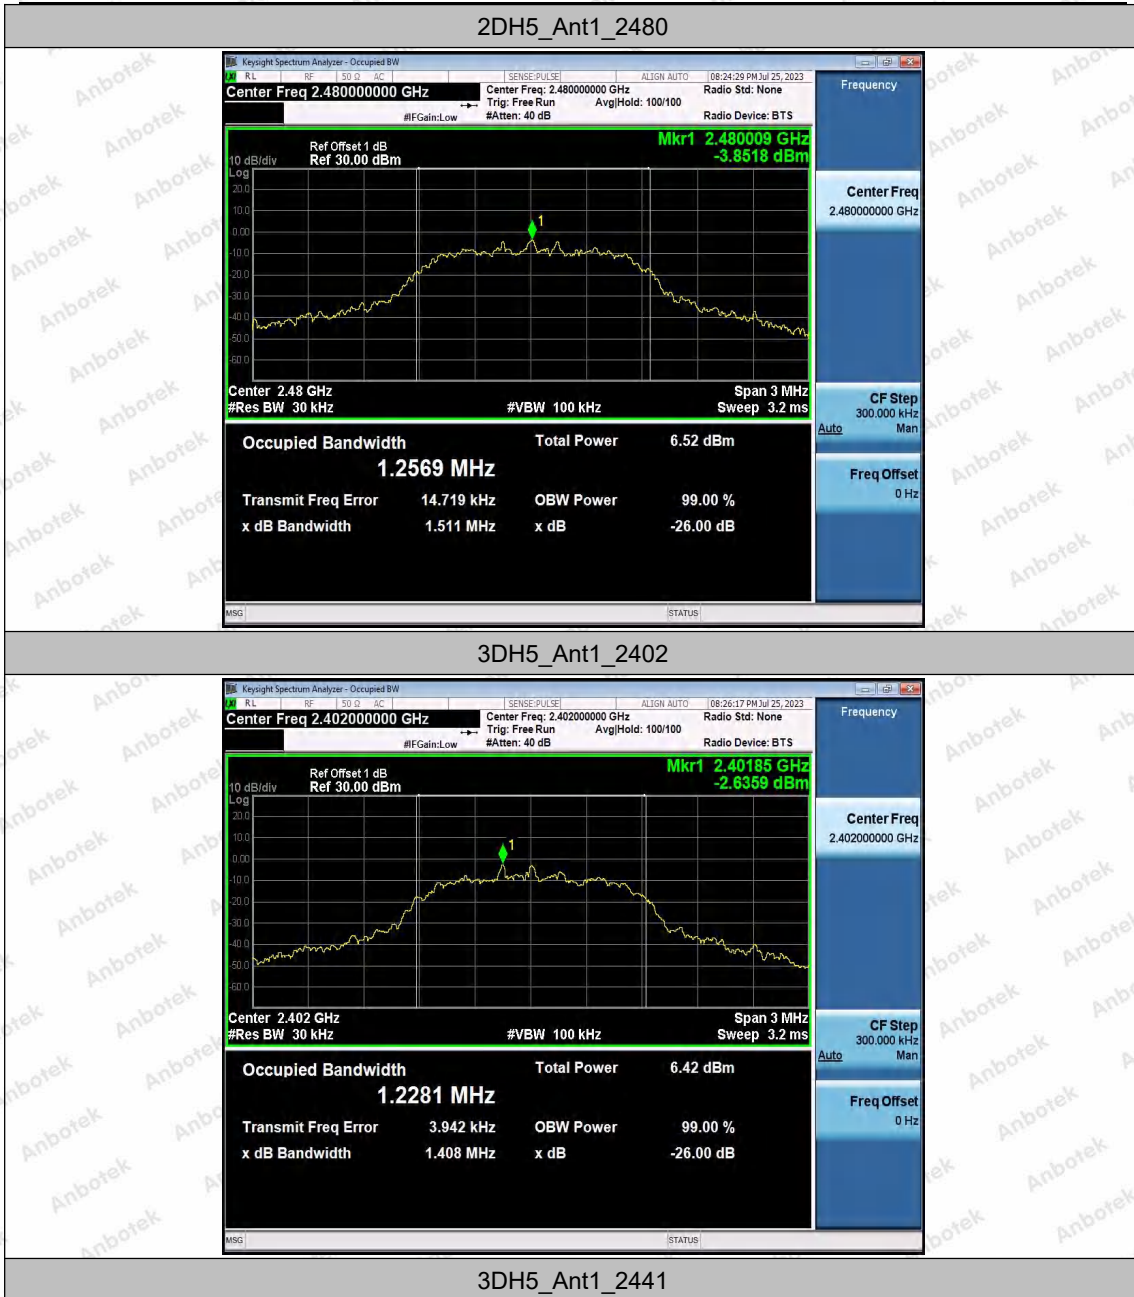 2DH5_Ant1_2480
Keysight Spectrum Analyzer - Occupied BW
RL RF 50 Ω AC SENSE:PULSE ALIGN AUTO 08:24:29 PM Jul 25, 2023
Center Freq 2.480000000 GHz Center Freq: 2.480000000 GHz Radio Std: None Frequency
Trig: Free Run Avg|Hold: 100/100
#IFGain:Low #Atten: 40 dB Radio Device: BTS
Mkr1 2.480009 GHz
-3.8518 dBm
Ref Offset 1 dB
10 dB/div Ref 30.00 dBm
Log
20.0
10.0
0.00
-10.0
-20.0
-30.0
-40.0
-50.0
-60.0
1
Center Freq
2.480000000 GHz
Center 2.48 GHz Span 3 MHz
#Res BW 30 kHz #VBW 100 kHz Sweep 3.2 ms
CF Step
300.000 kHz
Auto Man
Freq Offset
0 Hz
Occupied Bandwidth Total Power 6.52 dBm
1.2569 MHz
Transmit Freq Error 14.719 kHz OBW Power 99.00 %
x dB Bandwidth 1.511 MHz x dB -26.00 dB
MSG STATUS
3DH5_Ant1_2402
Keysight Spectrum Analyzer - Occupied BW
RL RF 50 Ω AC SENSE:PULSE ALIGN AUTO 08:26:17 PM Jul 25, 2023
Center Freq 2.402000000 GHz Center Freq: 2.402000000 GHz Radio Std: None Frequency
Trig: Free Run Avg|Hold: 100/100
#IFGain:Low #Atten: 40 dB Radio Device: BTS
Mkr1 2.40185 GHz
-2.6359 dBm
Ref Offset 1 dB
10 dB/div Ref 30.00 dBm
Log
20.0
10.0
0.00
-10.0
-20.0
-30.0
-40.0
-50.0
-60.0
1
Center Freq
2.402000000 GHz
Center 2.402 GHz Span 3 MHz
#Res BW 30 kHz #VBW 100 kHz Sweep 3.2 ms
CF Step
300.000 kHz
Auto Man
Freq Offset
0 Hz
Occupied Bandwidth Total Power 6.42 dBm
1.2281 MHz
Transmit Freq Error 3.942 kHz OBW Power 99.00 %
x dB Bandwidth 1.408 MHz x dB -26.00 dB
MSG STATUS
3DH5_Ant1_2441